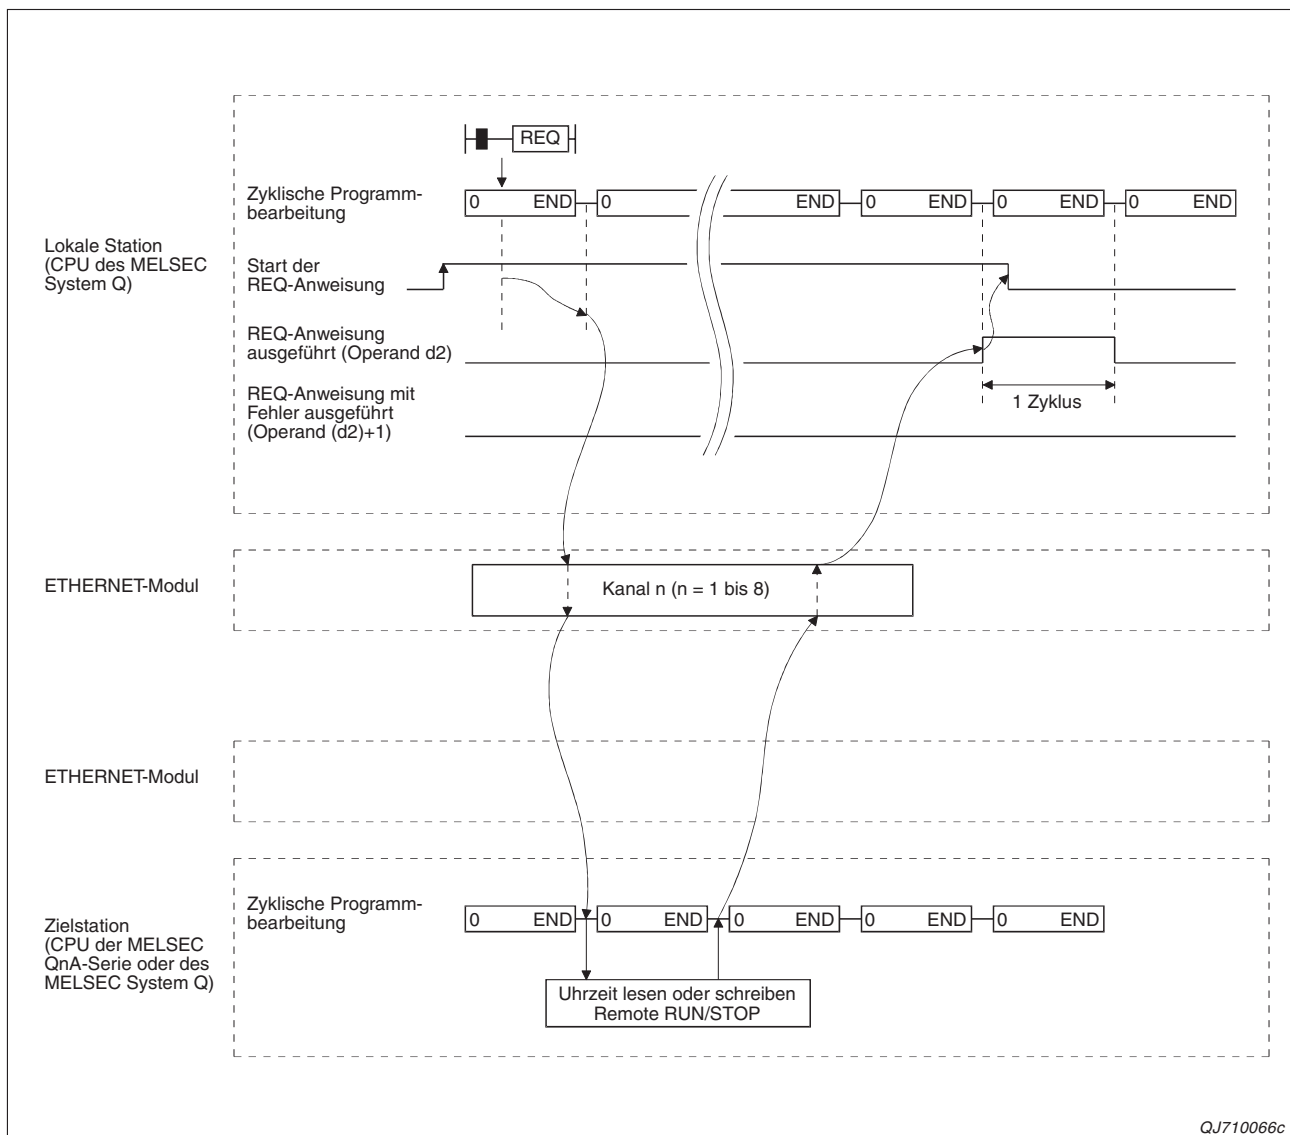 REQ
Zyklische Programm-
bearbeitung
0 END 0 END 0 END 0 END 0 END
Lokale Station
(CPU des MELSEC
System Q)
Start der
REQ-Anweisung
REQ-Anweisung
ausgeführt (Operand d2)
REQ-Anweisung mit
Fehler ausgeführt
(Operand (d2)+1)
1 Zyklus
ETHERNET-Modul
Kanal n (n = 1 bis 8)
ETHERNET-Modul
Zyklische Programm-
bearbeitung
0 END 0 END 0 END 0 END 0 END
Zielstation
(CPU der MELSEC
QnA-Serie oder des
MELSEC System Q)
Uhrzeit lesen oder schreiben
Remote RUN/STOP
QJ710066c